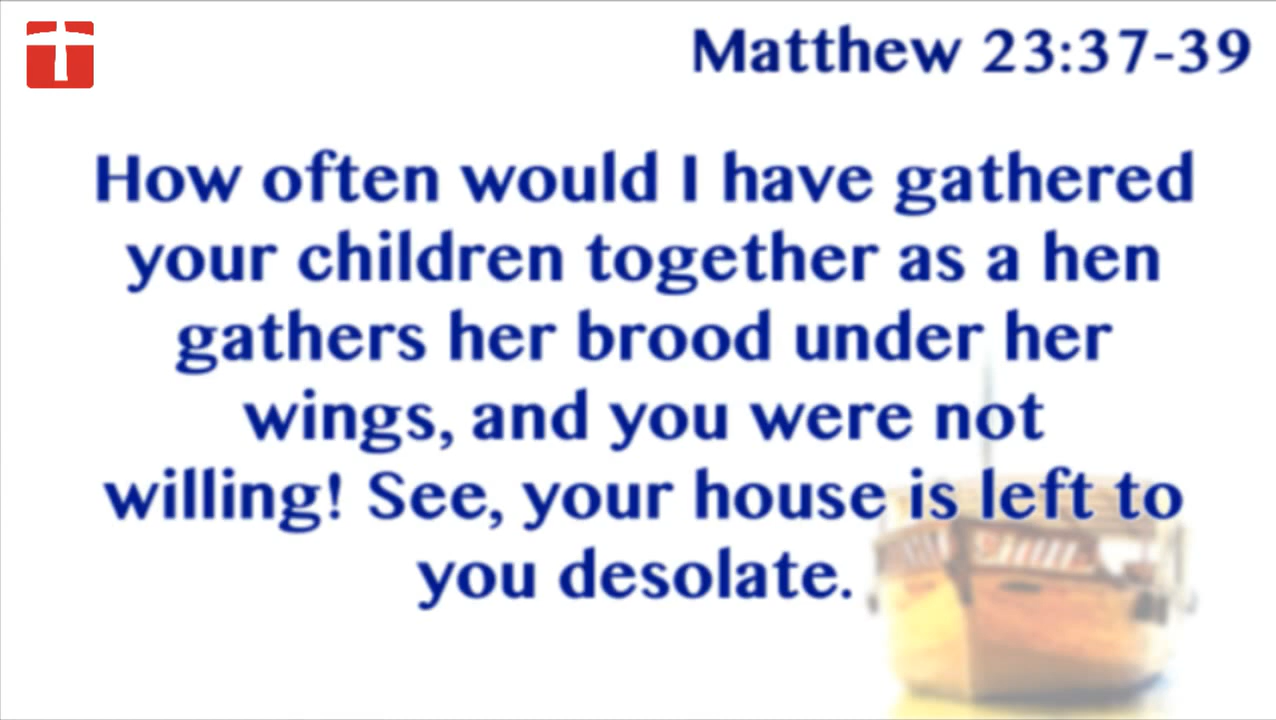 Matthew 23:37-39
How often would I have gathered
your children together as a hen
gathers her brood under her
wings, and you were not
willing! See, your house is left to
you desolate.